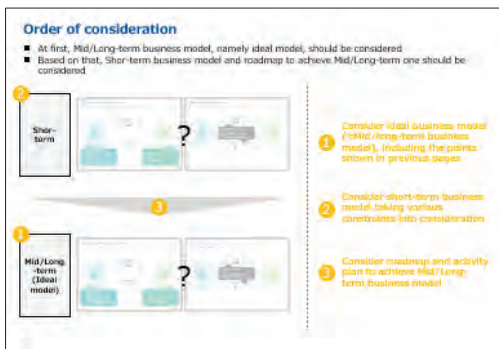 Order of consideration
■ At first, Mid/Long-term business model, namely ideal model, should be considered
■ Based on that, Shor-term business model and roadmap to achieve Mid/Long-term one should be
considered
2
Shor-
term
?
3
1
Mid/Long
-term
(Ideal
model)
?
1 Consider ideal business model
(=Mid/long-term business
model), including the points
shown in previous pages
2 Consider short-term business
model taking various
constraints into consideration
3 Consider roadmap and activity
plan to achieve Mid/Long-
term business model